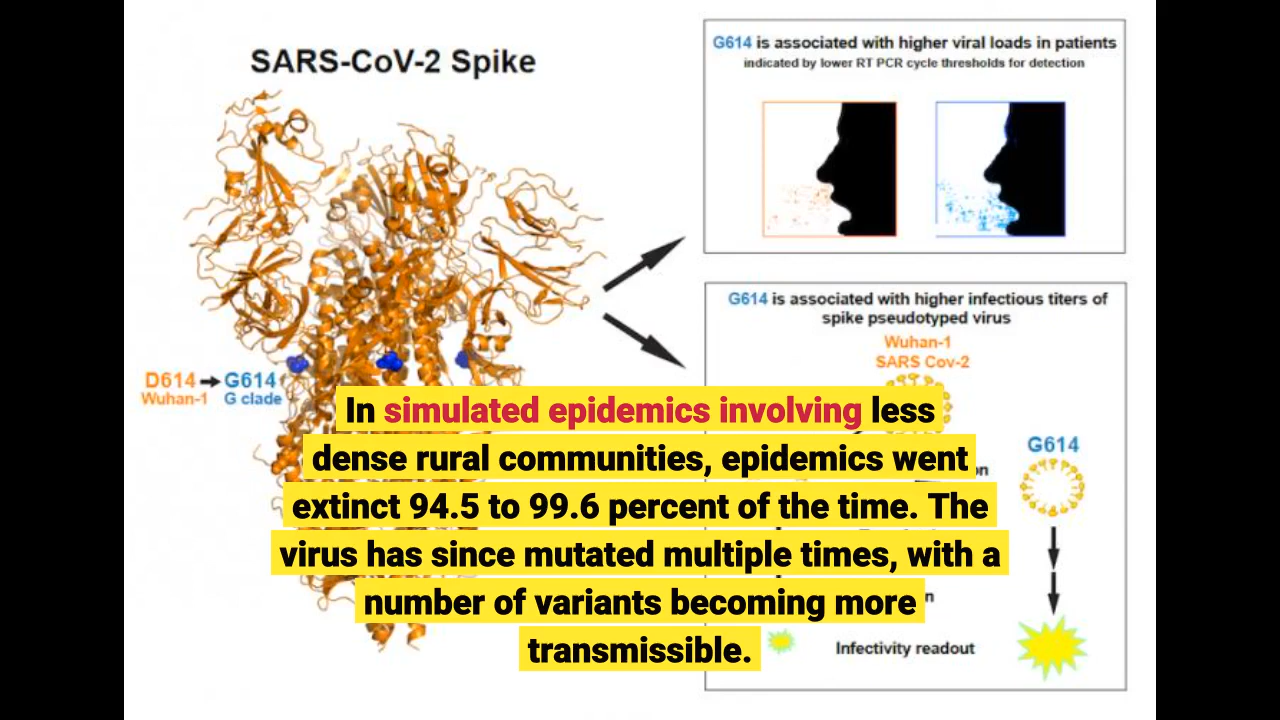 SARS-CoV-2 Spike
G614 is associated with higher viral loads in patients
indicated by lower RT PCR cycle thresholds for detection
G614 is associated with higher infectious titers of
spike pseudotyped virus
Wuhan-1
SARS Cov-2
D614 G614
Wuhan-1 G clade
G614
In simulated epidemics involving less
dense rural communities, epidemics went
extinct 94.5 to 99.6 percent of the time. The
virus has since mutated multiple times, with a
number of variants becoming more
transmissible.
Infectivity readout